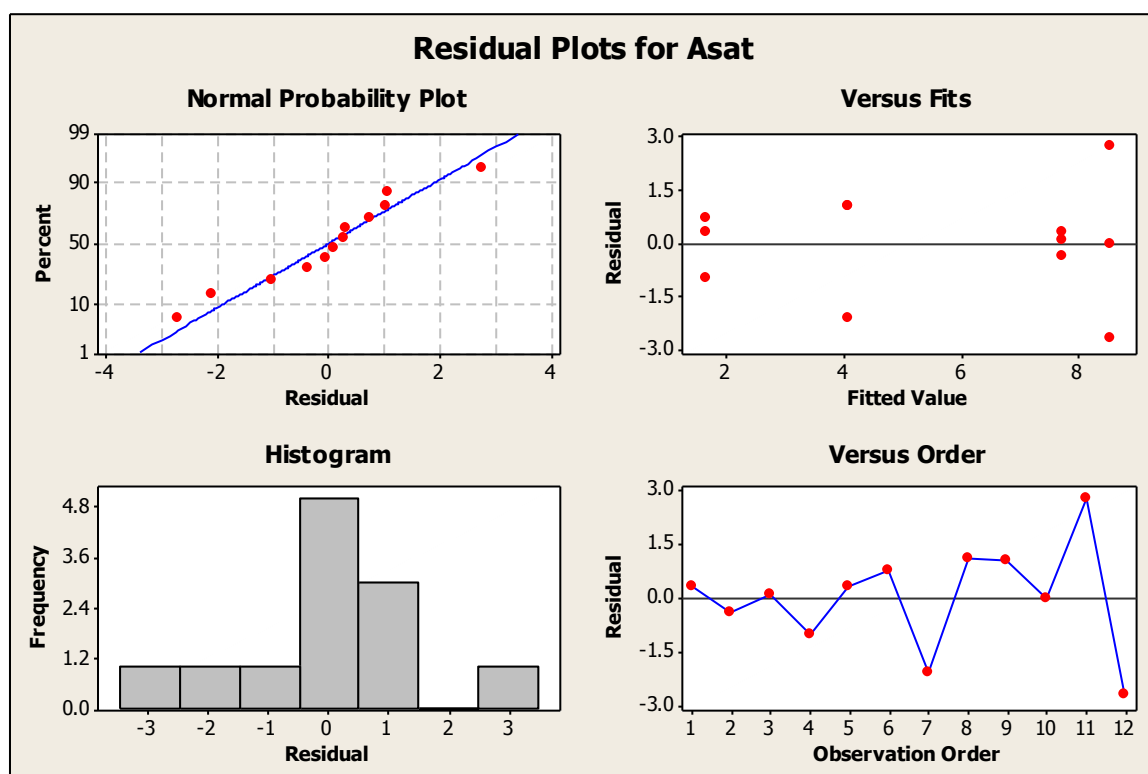 Residual Plots for Asat
Normal Probability Plot
99
90
50
10
1
Percent
-4 -2 0 2 4
Residual
Versus Fits
3.0
1.5
0.0
-1.5
-3.0
Residual
2 4 6 8
Fitted Value
Histogram
4.8
3.6
2.4
1.2
0.0
Frequency
-3 -2 -1 0 1 2 3
Residual
Versus Order
3.0
1.5
0.0
-1.5
-3.0
Residual
1 2 3 4 5 6 7 8 9 10 11 12
Observation Order